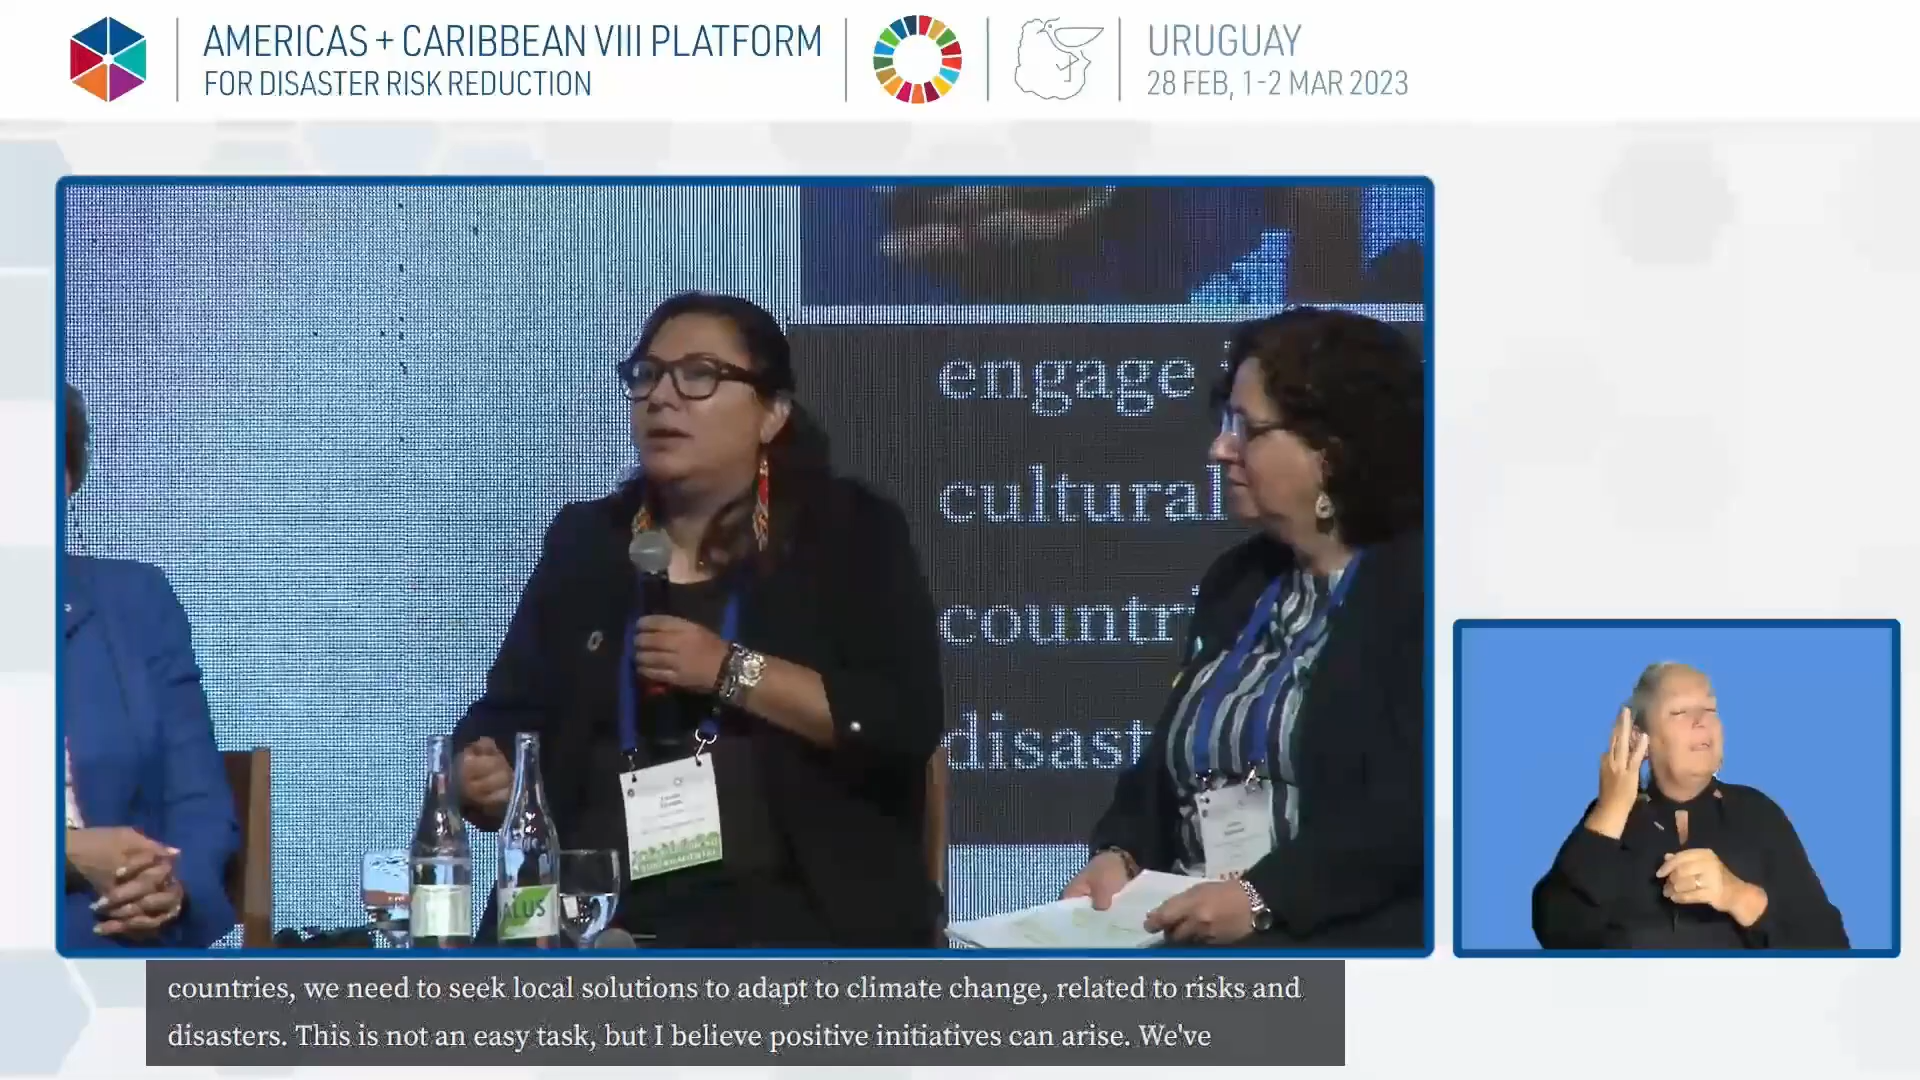 AMERICAS + CARIBBEAN VIII PLATFORM
FOR DISASTER RISK REDUCTION
URUGUAY
28 FEB, 1-2 MAR 2023
engage
cultural
countri
disast
ALUS
countries, we need to seek local solutions to adapt to climate change, related to risks and
disasters. This is not an easy task, but I believe positive initiatives can arise. We've